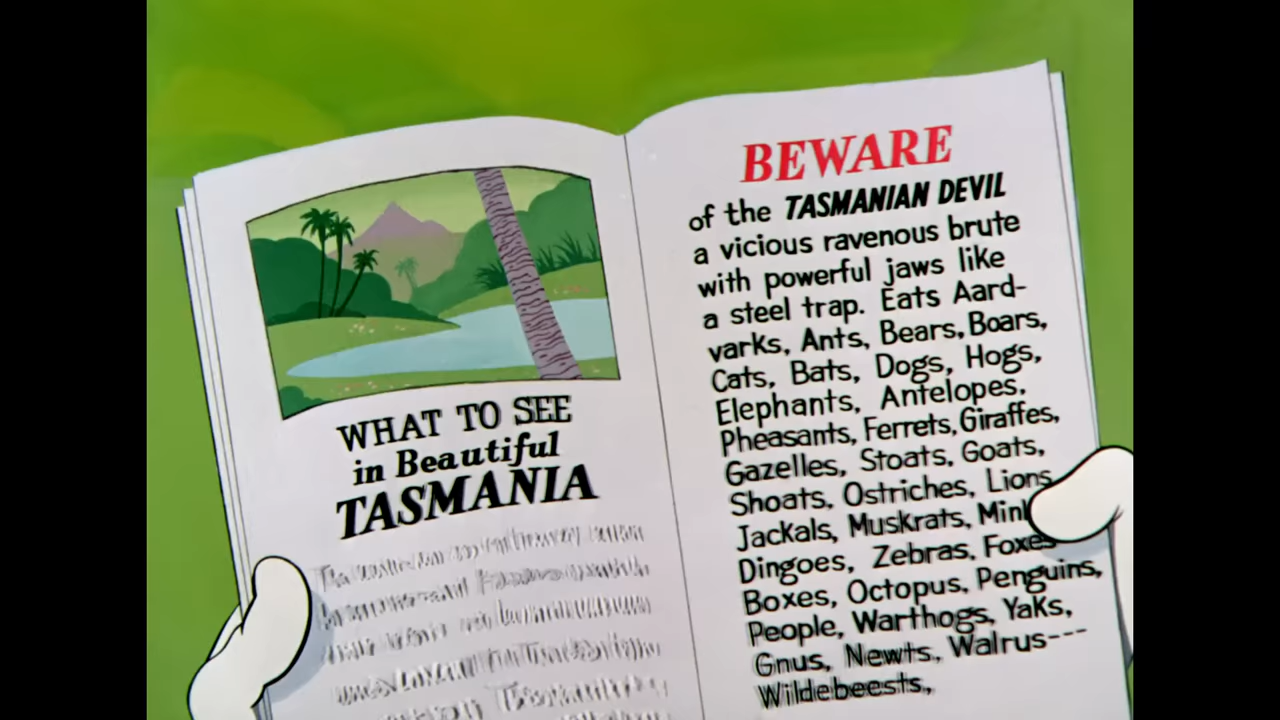 WHAT TO SEE
in Beautiful
TASMANIA
BEWARE
of the TASMANIAN DEVIL
a vicious ravenous brute
with powerful jaws like
a steel trap. Eats Aard-
varks, Ants, Bears, Boars,
Cats, Bats, Dogs, Hogs,
Elephants, Antelopes,
Pheasants, Ferrets, Giraffes,
Gazelles, Stoats, Goats,
Shoats, Ostriches, Lions
Jackals, Muskrats, Mink
Dingoes, Zebras, Foxes
Boxes, Octopus, Penguins,
People, Warthogs, Yaks,
Gnus, Newts, Walrus---
Wildebeests,